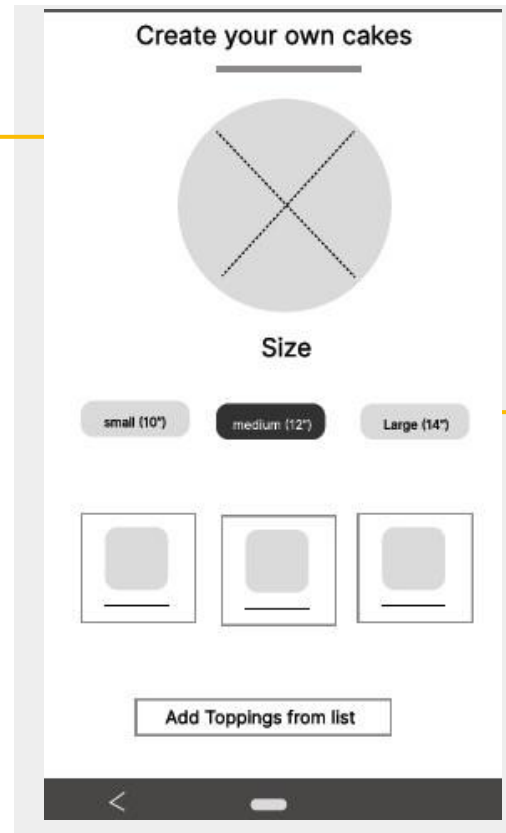 Create your own cakes
Size
small (10")
medium (12")
Large (14")
Add Toppings from list